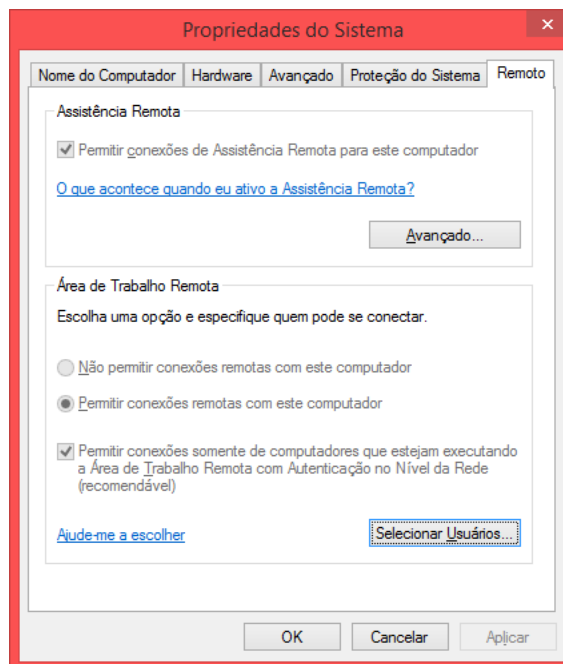 Propriedades do Sistema
Nome do Computador Hardware Avançado Proteção do Sistema Remoto
Assistência Remota
Permitir conexões de Assistência Remota para este computador
O que acontece quando eu ativo a Assistência Remota?
Avançado...
Área de Trabalho Remota
Escolha uma opção e especifique quem pode se conectar.
Não permitir conexões remotas com este computador
Permitir conexões remotas com este computador
Permitir conexões somente de computadores que estejam executando
a Área de Trabalho Remota com Autenticação no Nível da Rede
(recomendável)
Ajude-me a escolher Selecionar Usuários...
OK Cancelar Aplicar